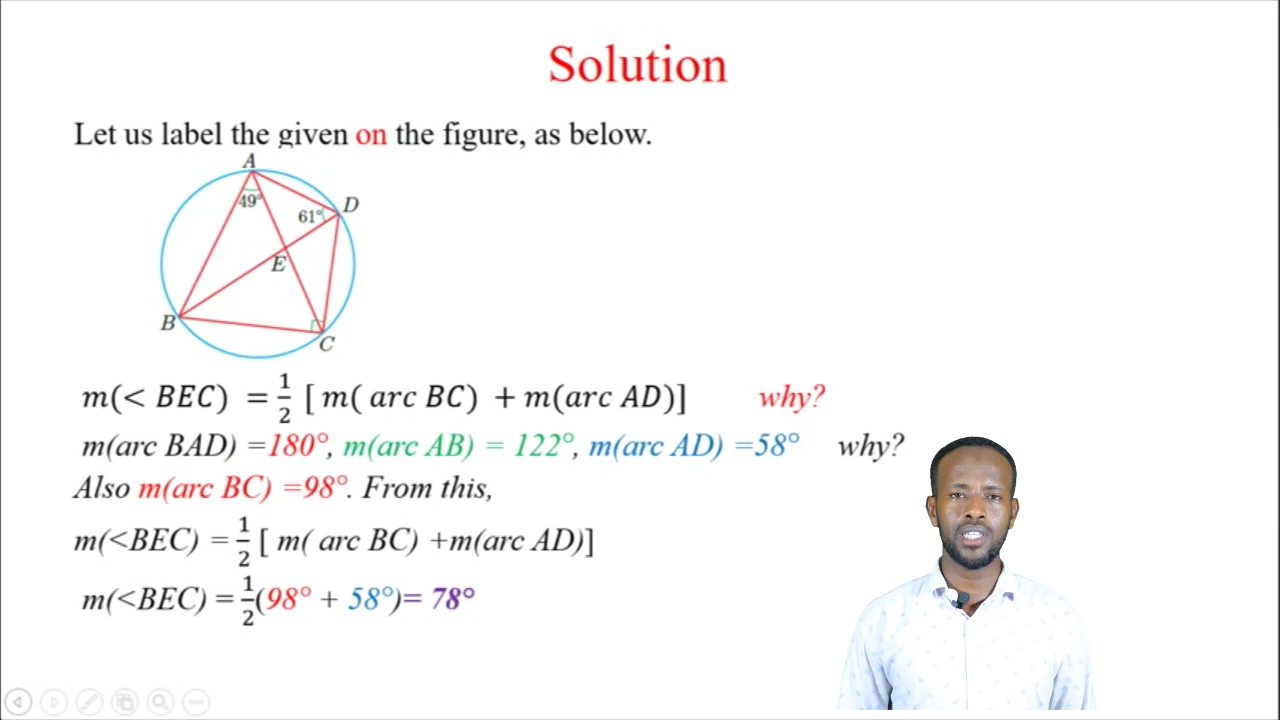 Solution
Let us label the given on the figure, as below.
A
49°
61°
D
E
B
C
m(< BEC) = 1/2 [ m( arc BC) + m(arc AD)] why?
m(arc BAD) =180°, m(arc AB) = 122°, m(arc AD) =58° why?
Also m(arc BC) =98°. From this,
m(<BEC) = 1/2 [ m( arc BC) +m(arc AD)]
m(<BEC) = 1/2(98° + 58°)= 78°